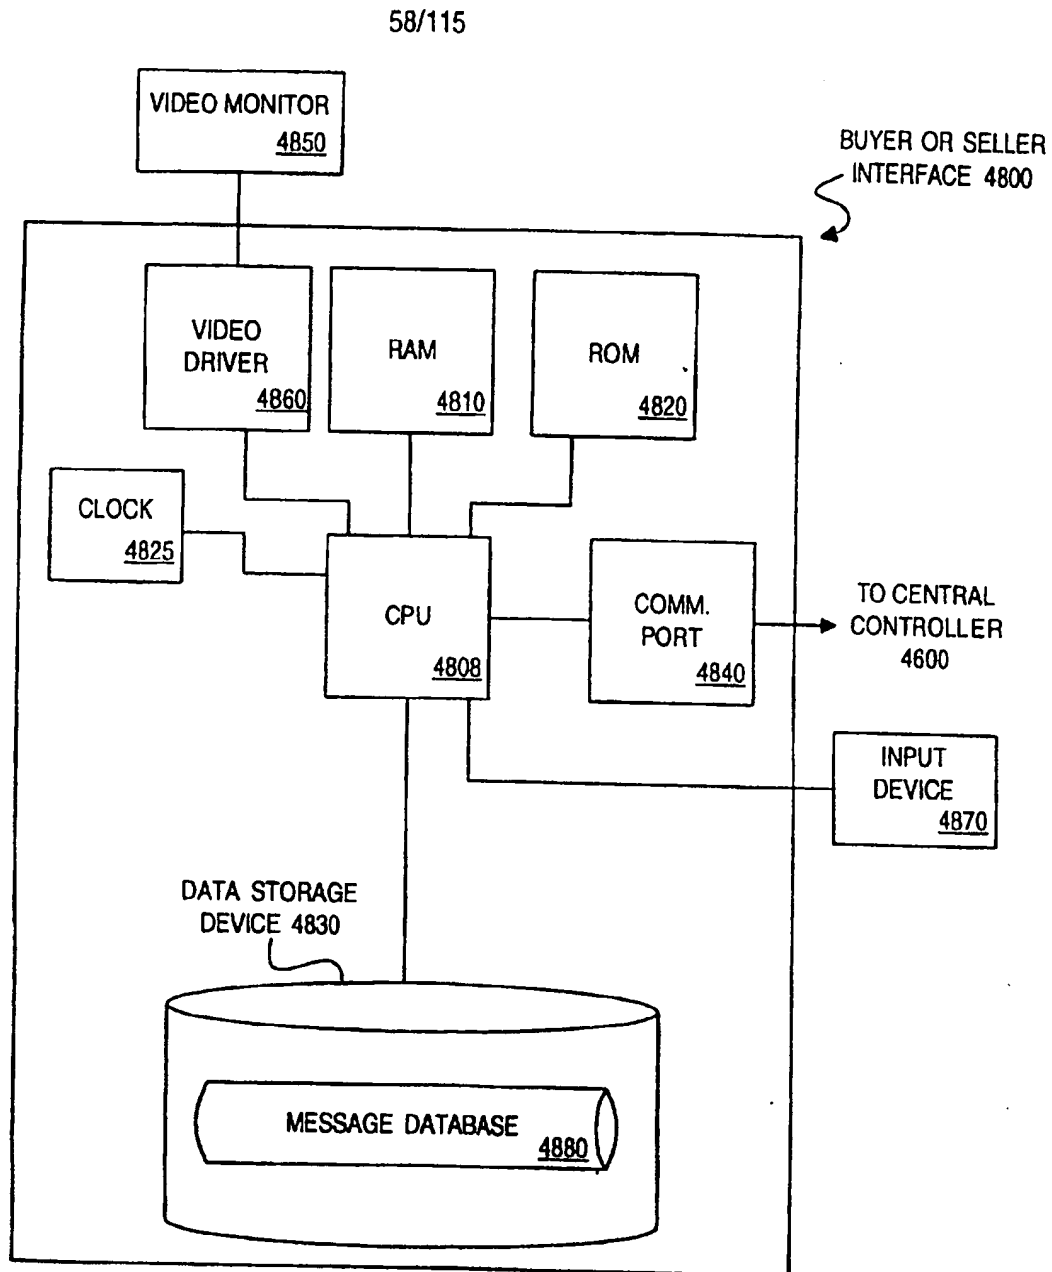 58/115
VIDEO MONITOR
4850
BUYER OR SELLER
INTERFACE 4800
VIDEO
DRIVER
4860
RAM
4810
ROM
4820
CLOCK
4825
CPU
4808
COMM.
PORT
4840
TO CENTRAL
CONTROLLER
4600
INPUT
DEVICE
4870
DATA STORAGE
DEVICE 4830
MESSAGE DATABASE
4880